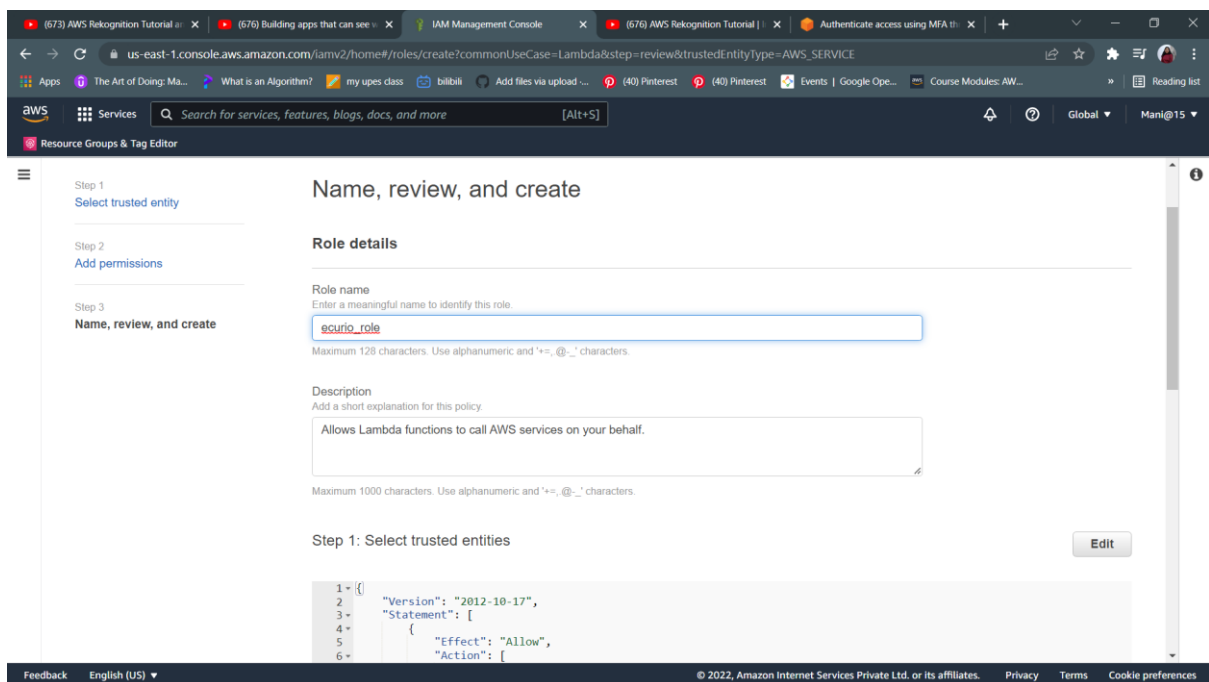 (673) AWS Rekognition Tutorial an
(676) Building apps that can see w
IAM Management Console
(676) AWS Rekognition Tutorial | I
Authenticate access using MFA th
us-east-1.console.aws.amazon.com/iamv2/home#/roles/create?commonUseCase=Lambda&step=review&trustedEntityType=AWS_SERVICE
Apps
The Art of Doing: Ma...
What is an Algorithm?
my upes class
bilibili
Add files via upload -...
(40) Pinterest
(40) Pinterest
Events | Google Ope...
Course Modules: AW...
»
Reading list
aws
Services
Search for services, features, blogs, docs, and more
[Alt+S]
Global ▼
Mani@15 ▼
Resource Groups & Tag Editor
Step 1
Select trusted entity
Step 2
Add permissions
Step 3
Name, review, and create
Name, review, and create
Role details
Role name
Enter a meaningful name to identify this role.
ecurio_role
Maximum 128 characters. Use alphanumeric and '+=,.@-_' characters.
Description
Add a short explanation for this policy.
Allows Lambda functions to call AWS services on your behalf.
Maximum 1000 characters. Use alphanumeric and '+=,.@-_' characters.
Step 1: Select trusted entities
Edit
1 {
2 "Version": "2012-10-17",
3 "Statement": [
4 {
5 "Effect": "Allow",
6 "Action": [
Feedback
English (US) ▼
© 2022, Amazon Internet Services Private Ltd. or its affiliates.
Privacy
Terms
Cookie preferences